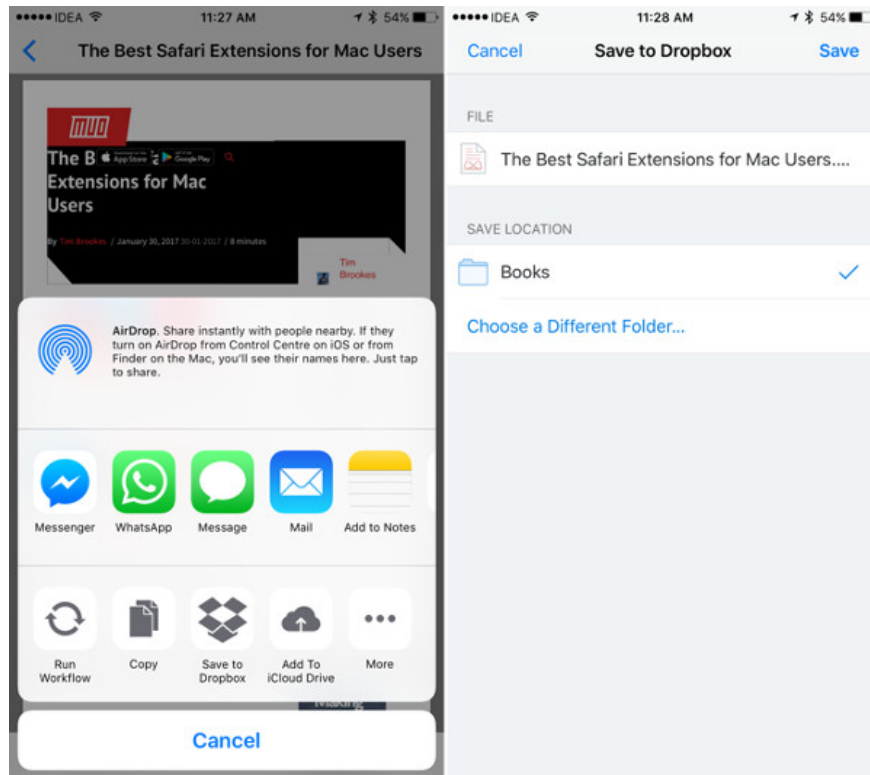 IDEA 11:27 AM 54%
The Best Safari Extensions for Mac Users
MUO
The B
App Store
Google Play
Extensions for Mac
Users
By Tim Brookes / January 30, 2017 30-01-2017 / 8 minutes
Tim
Brookes
AirDrop. Share instantly with people nearby. If they
turn on AirDrop from Control Centre on iOS or from
Finder on the Mac, you'll see their names here. Just tap
to share.
Messenger WhatsApp Message Mail Add to Notes
Run
Workflow
Copy
Save to
Dropbox
Add To
iCloud Drive
More
Making
Cancel
IDEA 11:28 AM 54%
Cancel Save to Dropbox Save
FILE
The Best Safari Extensions for Mac Users....
SAVE LOCATION
Books
Choose a Different Folder...